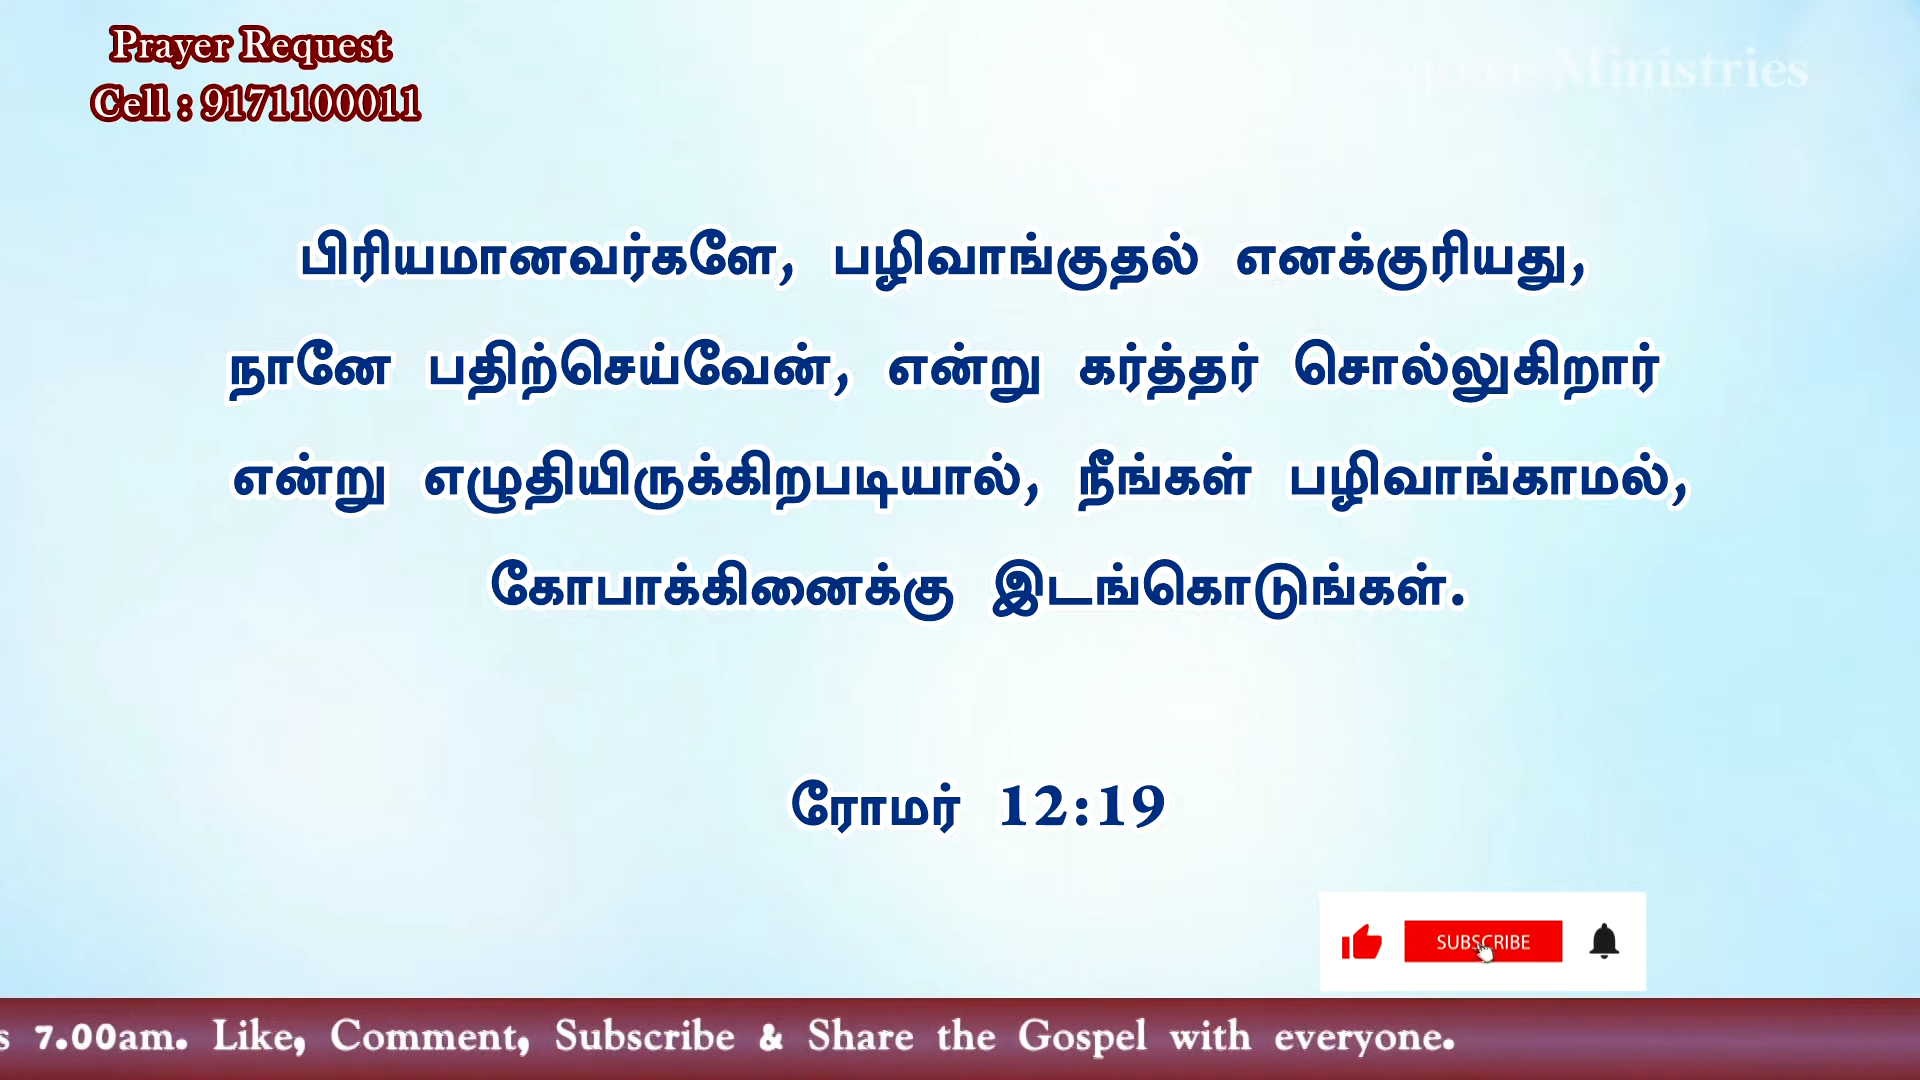 Prayer Request
Cell : 9171100011
Ministries
பிரியமானவர்களே, பழிவாங்குதல் எனக்குரியது,
நானே பதிற்செய்வேன், என்று கர்த்தர் சொல்லுகிறார்
என்று எழுதியிருக்கிறபடியால், நீங்கள் பழிவாங்காமல்,
கோபாக்கினைக்கு இடங்கொடுங்கள்.
ரோமர் 12:19
SUBSCRIBE
7.00am. Like, Comment, Subscribe & Share the Gospel with everyone.